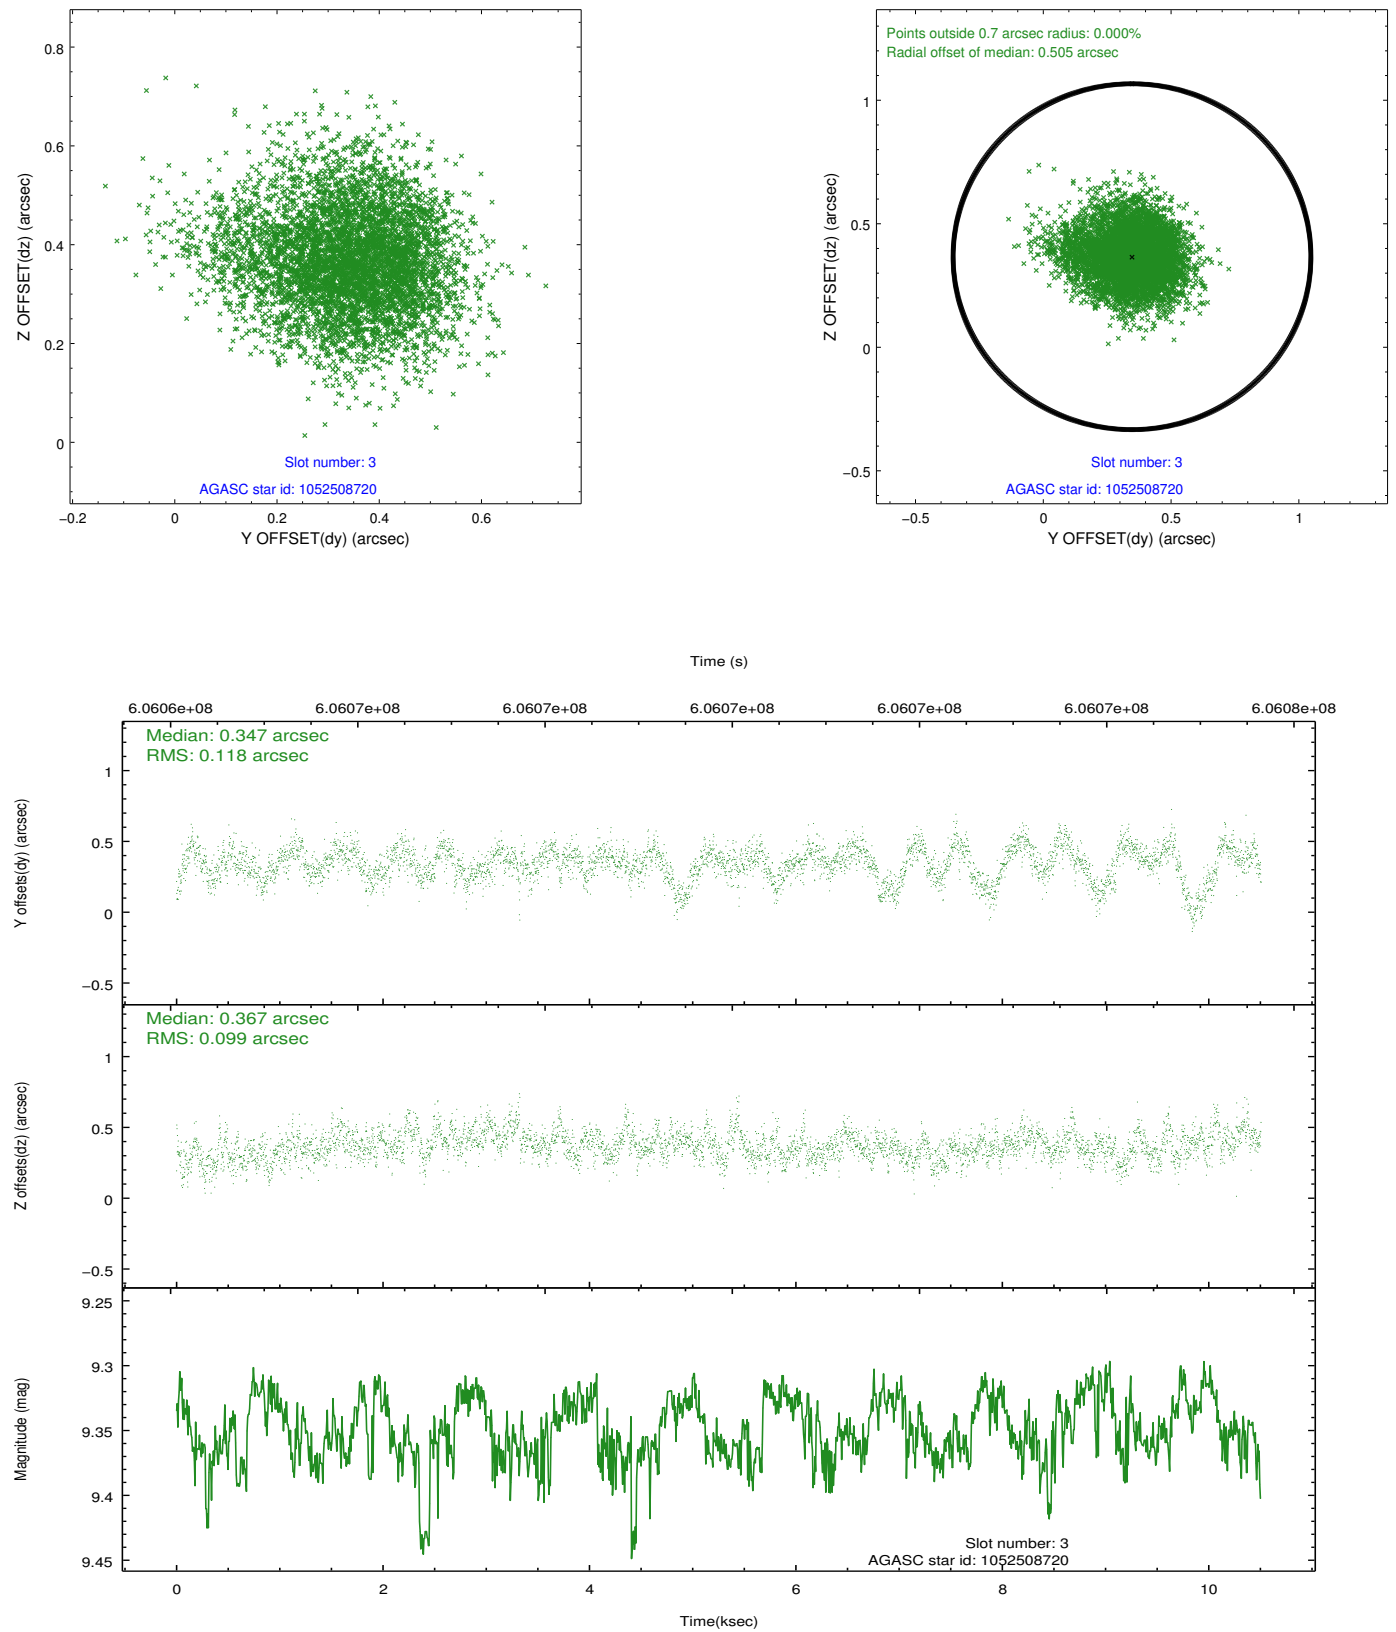 0.8
0.6
0.4
0.2
0
Z OFFSET(dz) (arcsec)
Slot number: 3
AGASC star id: 1052508720
−0.2 0 0.2 0.4 0.6
Y OFFSET(dy) (arcsec)
Points outside 0.7 arcsec radius: 0.000%
Radial offset of median: 0.505 arcsec
1
0.5
0
−0.5
Z OFFSET(dz) (arcsec)
Slot number: 3
AGASC star id: 1052508720
−0.5 0 0.5 1
Y OFFSET(dy) (arcsec)
Time (s)
6.0606e+08 6.0607e+08 6.0607e+08 6.0607e+08 6.0607e+08 6.0607e+08 6.0608e+08
Median: 0.347 arcsec
RMS: 0.118 arcsec
1
0.5
0
−0.5
Y offsets(dy) (arcsec)
Median: 0.367 arcsec
RMS: 0.099 arcsec
1
0.5
0
−0.5
Z offsets(dz) (arcsec)
9.25
9.3
9.35
9.4
9.45
Magnitude (mag)
Slot number: 3
AGASC star id: 1052508720
0 2 4 6 8 10
Time(ksec)